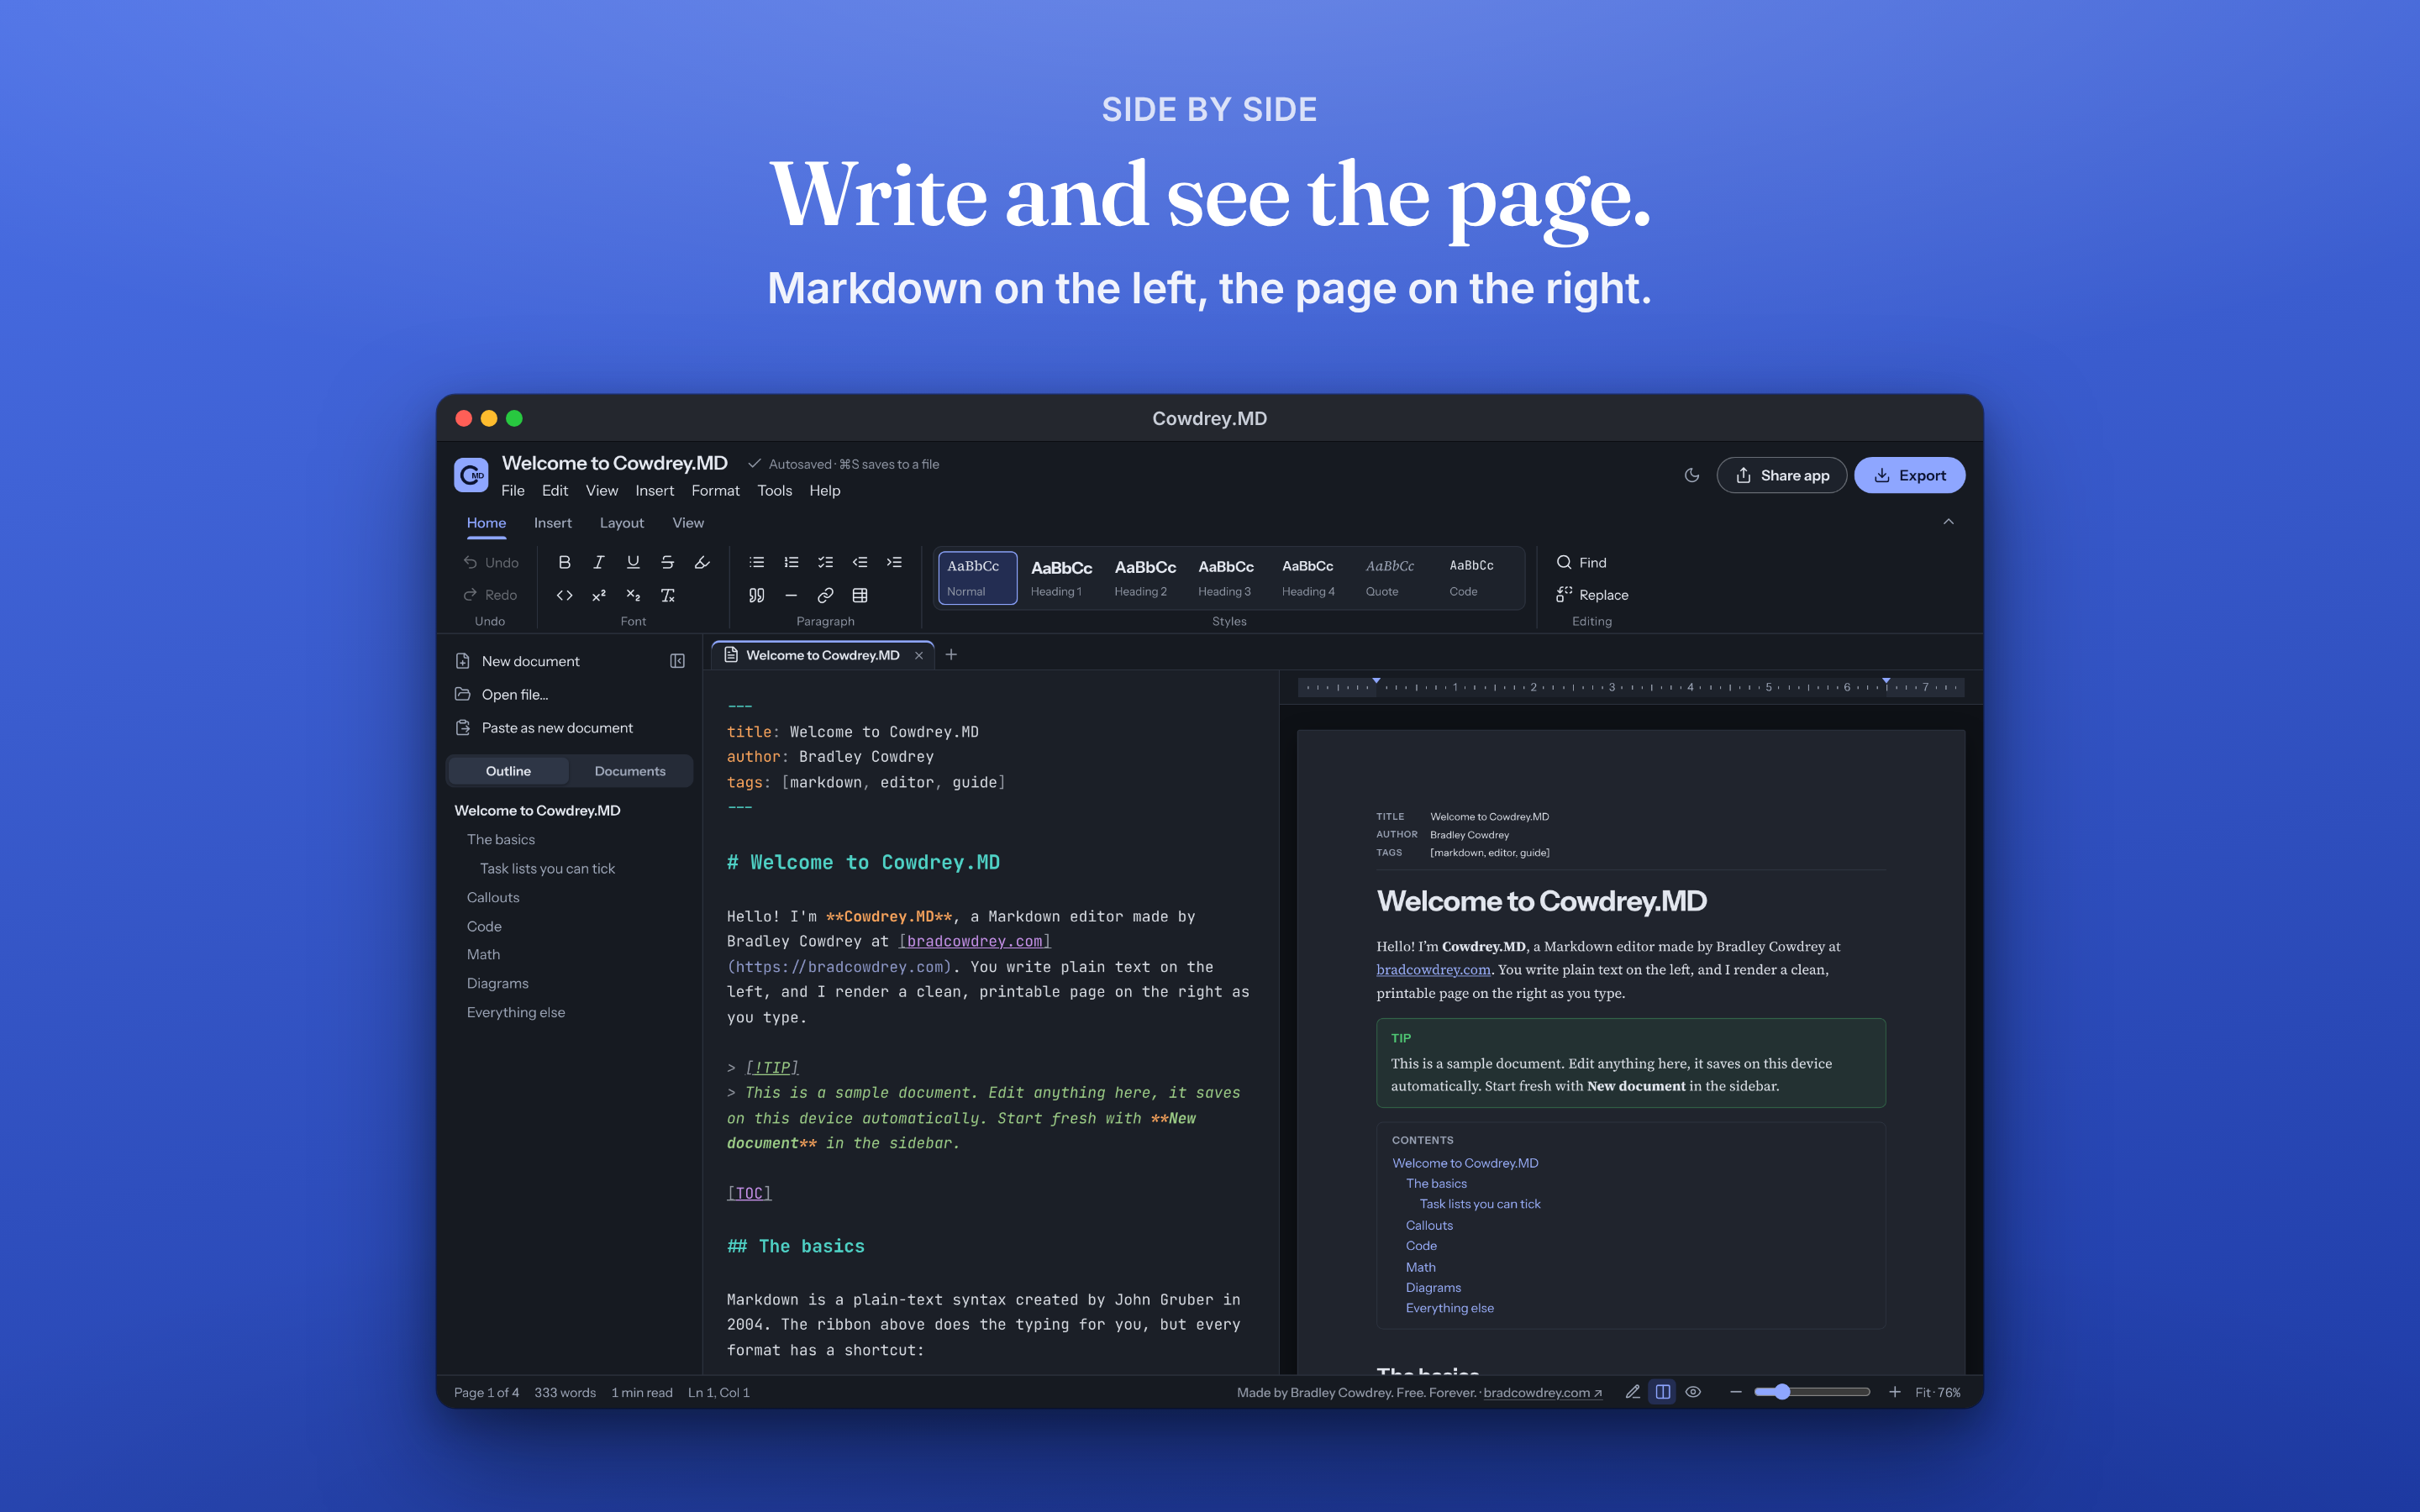 SIDE BY SIDE
Write and see the page.
Markdown on the left, the page on the right.
Cowdrey.MD
CMD
Welcome to Cowdrey.MD
Autosaved · ⌘S saves to a file
File Edit View Insert Format Tools Help
Share app
Export
Home Insert Layout View
Undo
Redo
Undo
B I U S
x² x₂ Tx
Font
Paragraph
AaBbCc AaBbCc AaBbCc AaBbCc AaBbCc AaBbCc AaBbCc
Normal Heading 1 Heading 2 Heading 3 Heading 4 Quote Code
Styles
Find
Replace
Editing
New document
Open file...
Paste as new document
Outline Documents
Welcome to Cowdrey.MD
The basics
Task lists you can tick
Callouts
Code
Math
Diagrams
Everything else
Welcome to Cowdrey.MD
---
title: Welcome to Cowdrey.MD
author: Bradley Cowdrey
tags: [markdown, editor, guide]
---
# Welcome to Cowdrey.MD
Hello! I'm **Cowdrey.MD**, a Markdown editor made by
Bradley Cowdrey at [bradcowdrey.com]
(https://bradcowdrey.com). You write plain text on the
left, and I render a clean, printable page on the right as
you type.
> [!TIP]
> This is a sample document. Edit anything here, it saves
on this device automatically. Start fresh with **New
document** in the sidebar.
[TOC]
## The basics
Markdown is a plain-text syntax created by John Gruber in
2004. The ribbon above does the typing for you, but every
format has a shortcut:
1 2 3 4 5 6 7
TITLE Welcome to Cowdrey.MD
AUTHOR Bradley Cowdrey
TAGS [markdown, editor, guide]
Welcome to Cowdrey.MD
Hello! I’m Cowdrey.MD, a Markdown editor made by Bradley Cowdrey at
bradcowdrey.com. You write plain text on the left, and I render a clean,
printable page on the right as you type.
TIP
This is a sample document. Edit anything here, it saves on this device
automatically. Start fresh with New document in the sidebar.
CONTENTS
Welcome to Cowdrey.MD
The basics
Task lists you can tick
Callouts
Code
Math
Diagrams
Everything else
The basics
Page 1 of 4 333 words 1 min read Ln 1, Col 1
Made by Bradley Cowdrey. Free. Forever. · bradcowdrey.com ↗
Fit · 76%